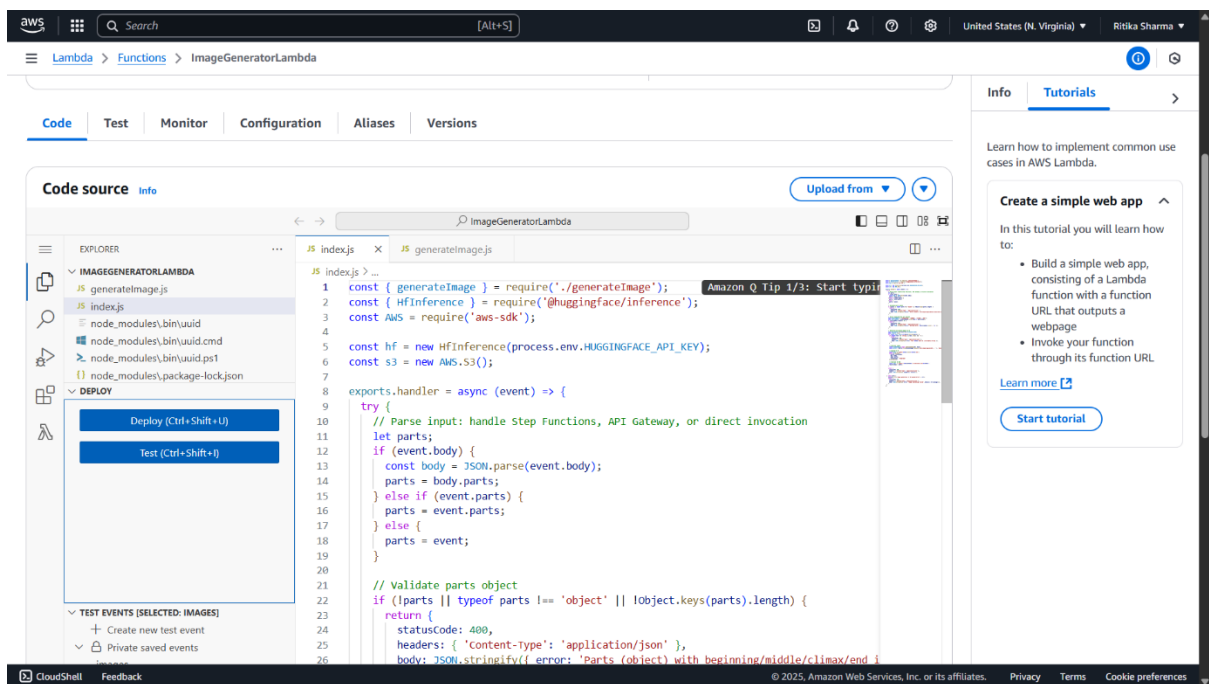 aws
Search
[Alt+S]
United States (N. Virginia) ▼
Ritika Sharma ▼
Lambda > Functions > ImageGeneratorLambda
Code
Test
Monitor
Configuration
Aliases
Versions
Code source Info
Upload from ▼
ImageGeneratorLambda
EXPLORER
IMAGEGENERATORLAMBDA
JS generateImage.js
JS index.js
node_modules\.bin\uuid
node_modules\.bin\uuid.cmd
node_modules\.bin\uuid.ps1
{} node_modules\.package-lock.json
DEPLOY
Deploy (Ctrl+Shift+U)
Test (Ctrl+Shift+I)
TEST EVENTS [SELECTED: IMAGES]
+ Create new test event
Private saved events
images
JS index.js X
JS generateImage.js
JS index.js > ...
1 const { generateImage } = require('./generateImage');
Amazon Q Tip 1/3: Start typin
2 const { HfInference } = require('@huggingface/inference');
3 const AWS = require('aws-sdk');
4
5 const hf = new HfInference(process.env.HUGGINGFACE_API_KEY);
6 const s3 = new AWS.S3();
7
8 exports.handler = async (event) => {
9 try {
10 // Parse input: handle Step Functions, API Gateway, or direct invocation
11 let parts;
12 if (event.body) {
13 const body = JSON.parse(event.body);
14 parts = body.parts;
15 } else if (event.parts) {
16 parts = event.parts;
17 } else {
18 parts = event;
19 }
20
21 // Validate parts object
22 if (!parts || typeof parts !== 'object' || !Object.keys(parts).length) {
23 return {
24 statusCode: 400,
25 headers: { 'Content-Type': 'application/json' },
26 body: JSON.stringify({ error: 'Parts (object) with beginning/middle/climax/end i
Info
Tutorials
Learn how to implement common use
cases in AWS Lambda.
Create a simple web app
In this tutorial you will learn how
to:
• Build a simple web app,
consisting of a Lambda
function with a function
URL that outputs a
webpage
• Invoke your function
through its function URL
Learn more
Start tutorial
CloudShell
Feedback
© 2025, Amazon Web Services, Inc. or its affiliates.
Privacy
Terms
Cookie preferences